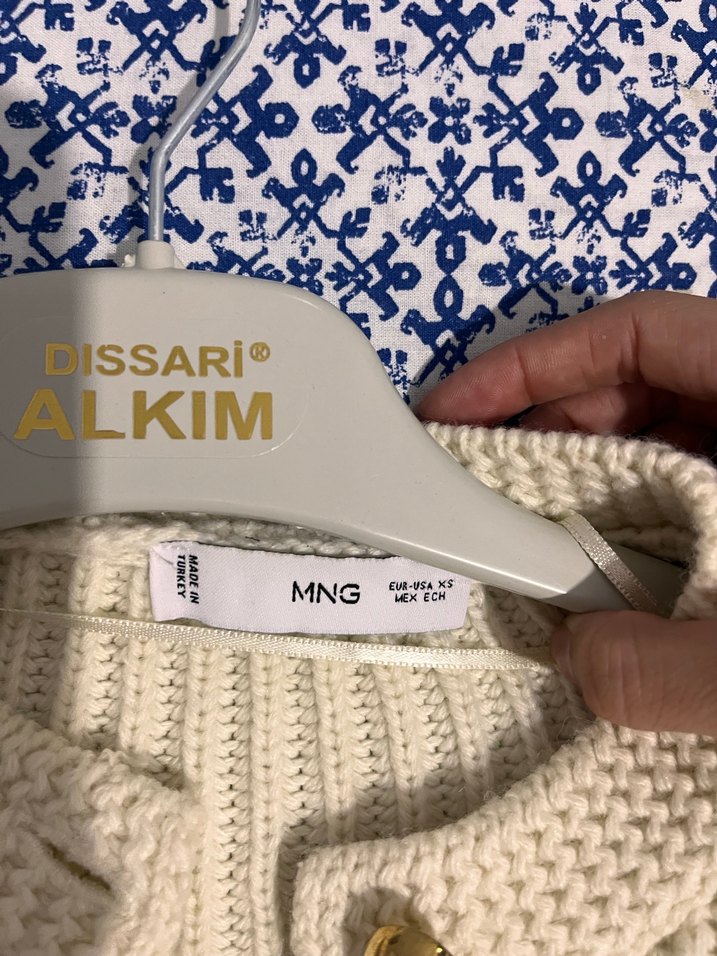 DISSARİ®
ALKIM
MADE IN
TURKEY
MNG
EUR-USA XS
MEX ECH